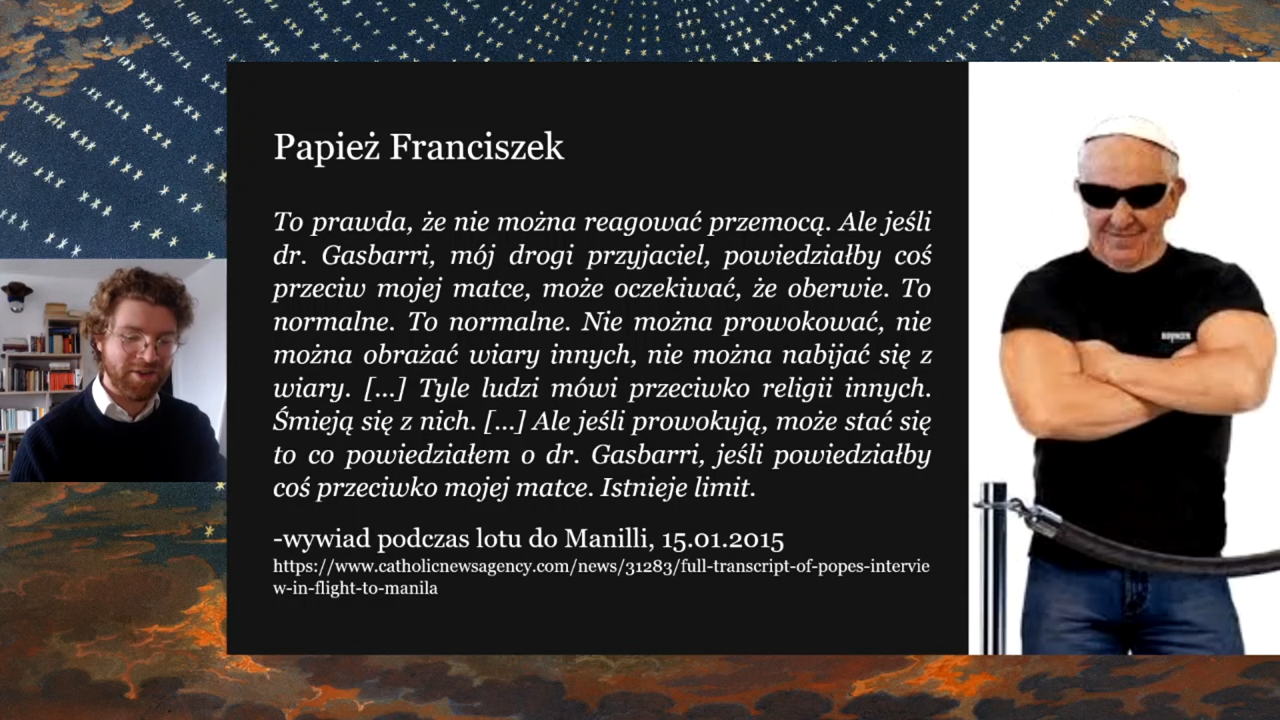 Papież Franciszek
To prawda, że nie można reagować przemocą. Ale jeśli
dr. Gasbarri, mój drogi przyjaciel, powiedziałby coś
przeciw mojej matce, może oczekiwać, że oberwie. To
normalne. To normalne. Nie można prowokować, nie
można obrażać wiary innych, nie można nabijać się z
wiary. [...] Tyle ludzi mówi przeciwko religii innych.
Śmieją się z nich. [...] Ale jeśli prowokują, może stać się
to co powiedziałem o dr. Gasbarri, jeśli powiedziałby
coś przeciwko mojej matce. Istnieje limit.
-wywiad podczas lotu do Manilli, 15.01.2015
https://www.catholicnewsagency.com/news/31283/full-transcript-of-popes-intervie
w-in-flight-to-manila
BOUNCER